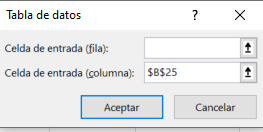 Tabla de datos
Celda de entrada (fila):
Celda de entrada (columna): $B$25
Aceptar Cancelar